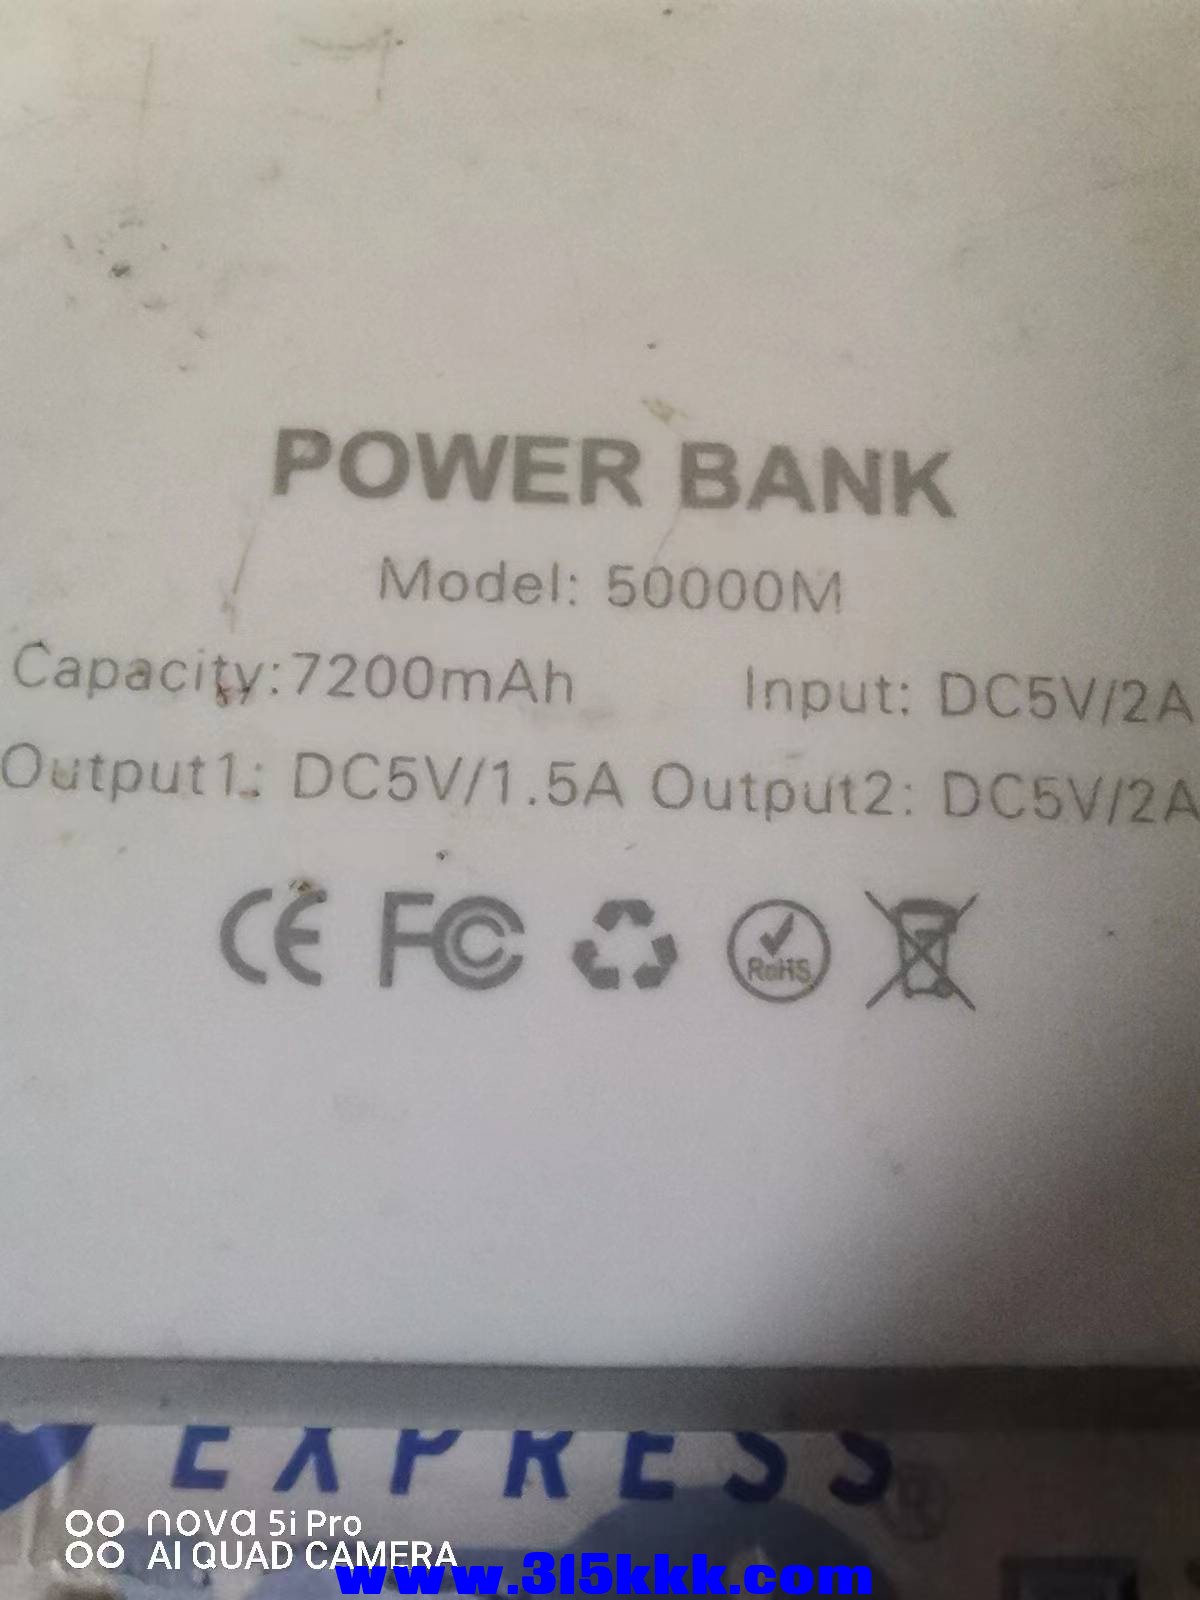 POWER BANK
Model: 50000M
Capacity:7200mAh Input: DC5V/2A
Output1: DC5V/1.5A Output2: DC5V/2A
CE FC RoHS
EXPRESS
nova 5i Pro
AI QUAD CAMERA
www.315kkk.com